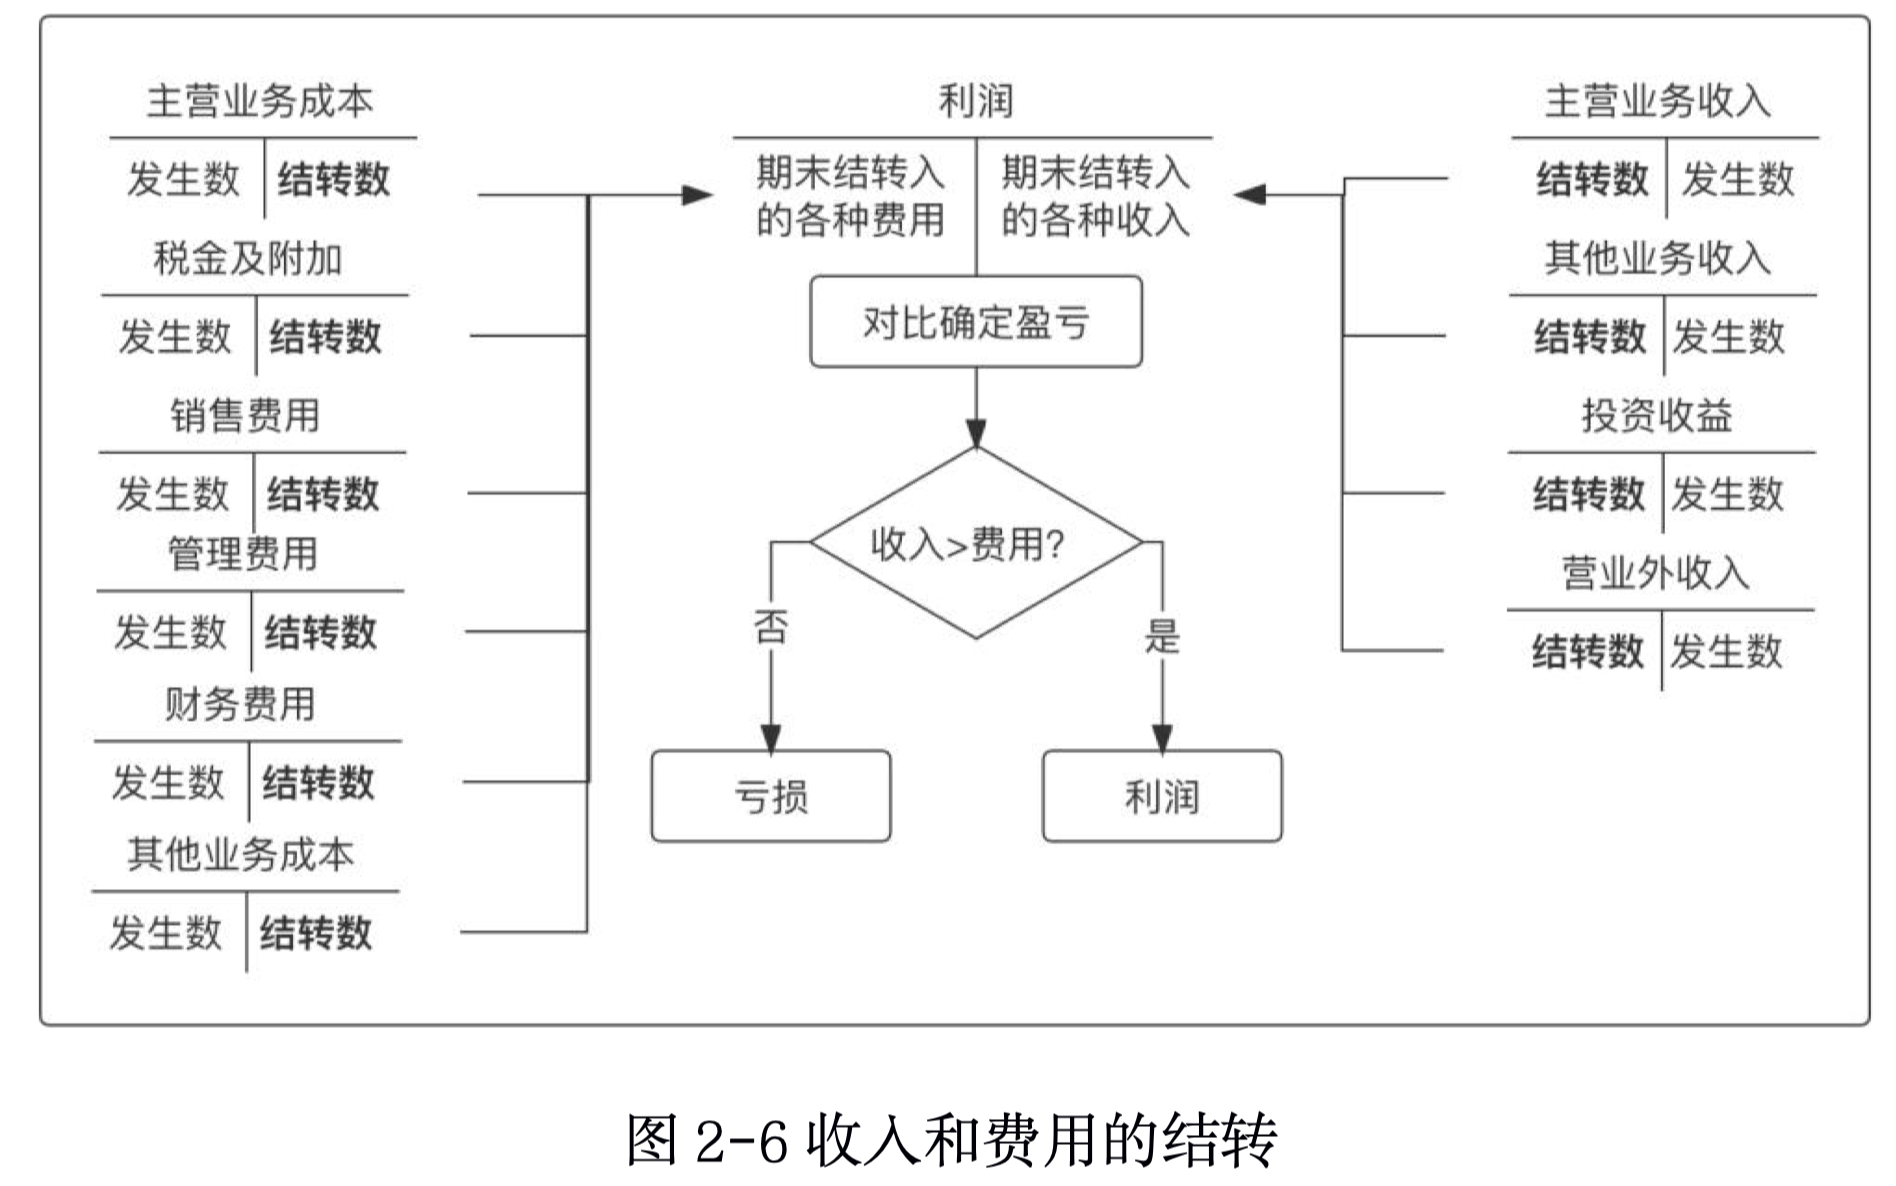 主营业务成本
发生数 结转数
税金及附加
发生数 结转数
销售费用
发生数 结转数
管理费用
发生数 结转数
财务费用
发生数 结转数
其他业务成本
发生数 结转数
利润
期末结转入
的各种费用
期末结转入
的各种收入
对比确定盈亏
收入>费用?
否
是
亏损
利润
主营业务收入
结转数 发生数
其他业务收入
结转数 发生数
投资收益
结转数 发生数
营业外收入
结转数 发生数
图 2-6 收入和费用的结转